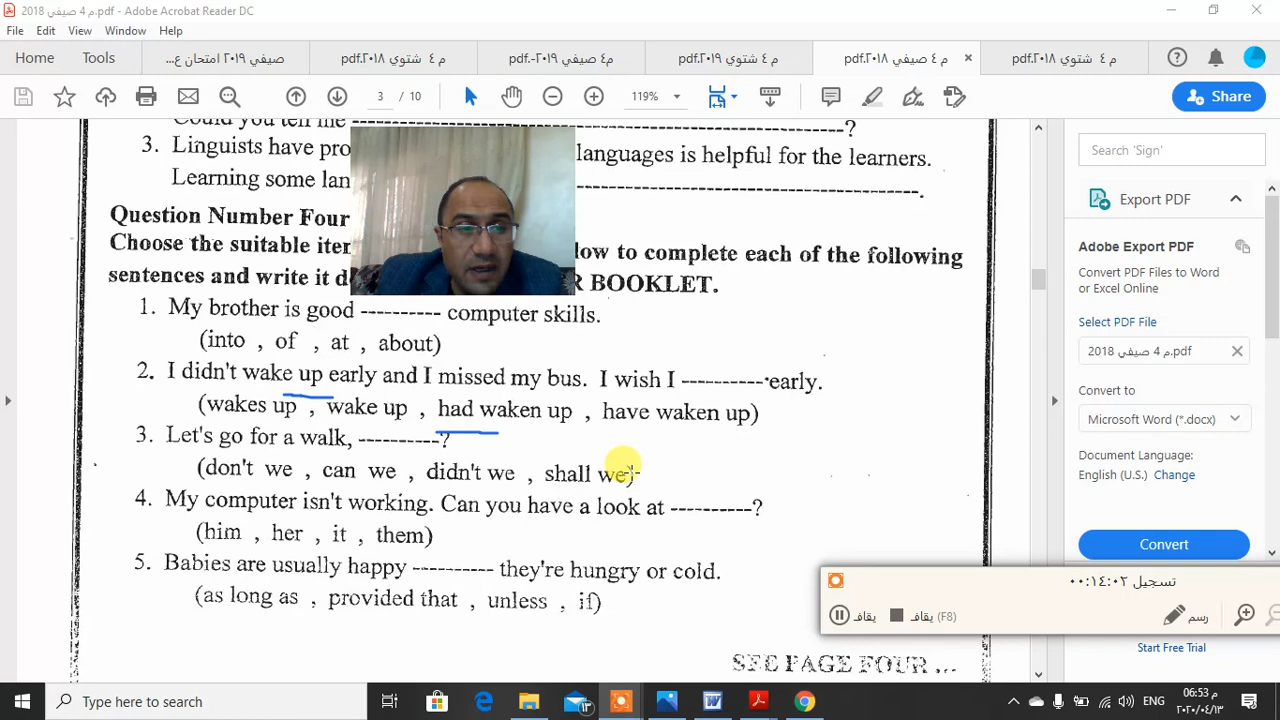 م 4 صيفي 2018.pdf - Adobe Acrobat Reader DC
File Edit View Window Help
Home Tools صيفي ٢٠١٩ امتحان ع... م ٤ شتوي ٢٠١٨.pdf م٤ صيفي ٢٠١٩-.pdf م ٤ شتوي ٢٠١٩.pdf م ٤ صيفي ٢٠١٨.pdf م ٤ شتوي ٢٠١٨.pdf
3 / 10 119% Share
Could you tell me ----------?
3. Linguists have pro languages is helpful for the learners.
Learning some lan ----------.
Question Number Four
Choose the suitable iter low to complete each of the following
sentences and write it d R BOOKLET.
1. My brother is good ---------- computer skills.
(into , of , at , about)
2. I didn't wake up early and I missed my bus. I wish I ---------- early.
(wakes up , wake up , had waken up , have waken up)
3. Let's go for a walk, ----------?
(don't we , can we , didn't we , shall we)
4. My computer isn't working. Can you have a look at ----------?
(him , her , it , them)
5. Babies are usually happy ---------- they're hungry or cold.
(as long as , provided that , unless , if)
SEE PAGE FOUR ...
Search 'Sign'
Export PDF
Adobe Export PDF
Convert PDF Files to Word
or Excel Online
Select PDF File
م 4 صيفي 2018.pdf
Convert to
Microsoft Word (*.docx)
Document Language:
English (U.S.) Change
Convert
تسجيل ٠٠:١٤:٠٢
يقاف يقاف (F8) رسم
Start Free Trial
Type here to search
ENG
م 06:53
٢٠٢٠/٠٤/١٣